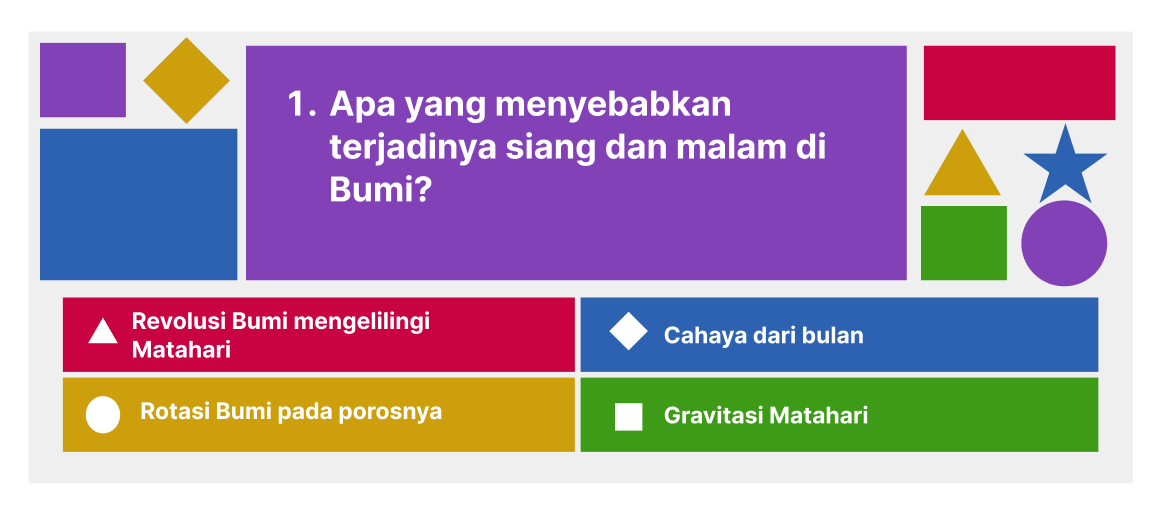 1. Apa yang menyebabkan
terjadinya siang dan malam di
Bumi?
Revolusi Bumi mengelilingi
Matahari
Cahaya dari bulan
Rotasi Bumi pada porosnya
Gravitasi Matahari